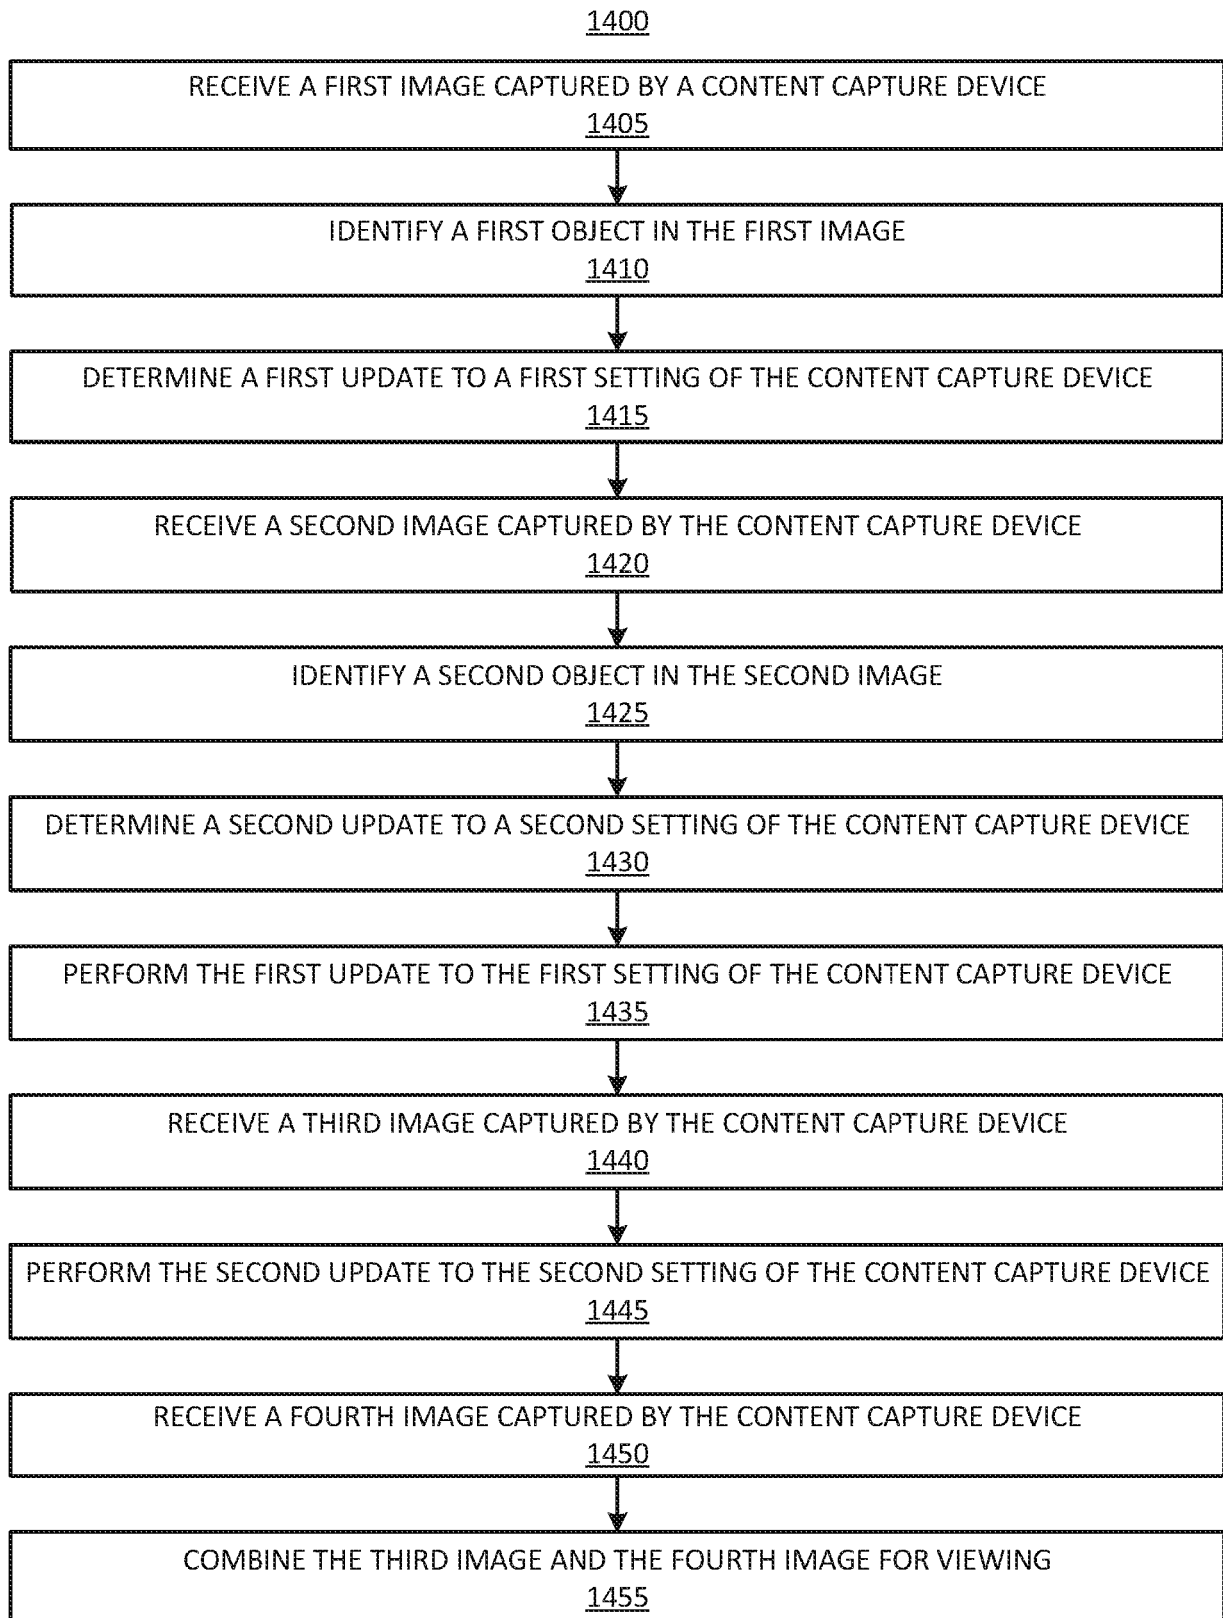 1400
RECEIVE A FIRST IMAGE CAPTURED BY A CONTENT CAPTURE DEVICE
1405
IDENTIFY A FIRST OBJECT IN THE FIRST IMAGE
1410
DETERMINE A FIRST UPDATE TO A FIRST SETTING OF THE CONTENT CAPTURE DEVICE
1415
RECEIVE A SECOND IMAGE CAPTURED BY THE CONTENT CAPTURE DEVICE
1420
IDENTIFY A SECOND OBJECT IN THE SECOND IMAGE
1425
DETERMINE A SECOND UPDATE TO A SECOND SETTING OF THE CONTENT CAPTURE DEVICE
1430
PERFORM THE FIRST UPDATE TO THE FIRST SETTING OF THE CONTENT CAPTURE DEVICE
1435
RECEIVE A THIRD IMAGE CAPTURED BY THE CONTENT CAPTURE DEVICE
1440
PERFORM THE SECOND UPDATE TO THE SECOND SETTING OF THE CONTENT CAPTURE DEVICE
1445
RECEIVE A FOURTH IMAGE CAPTURED BY THE CONTENT CAPTURE DEVICE
1450
COMBINE THE THIRD IMAGE AND THE FOURTH IMAGE FOR VIEWING
1455